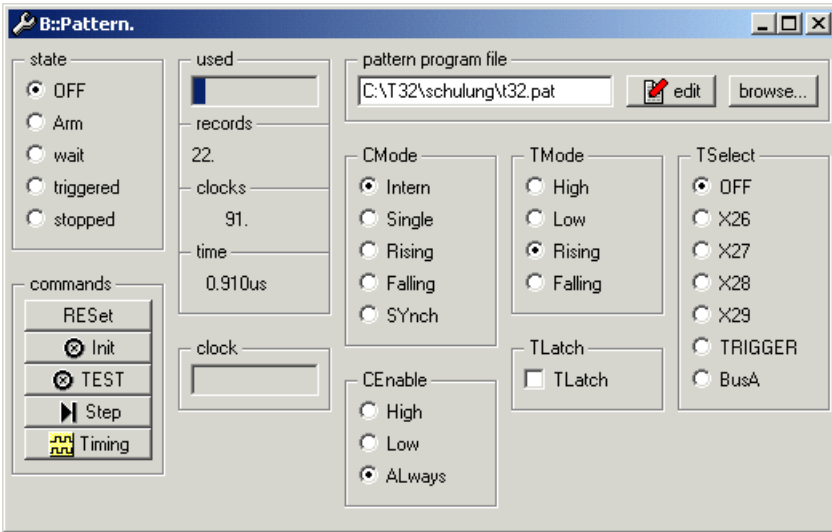 B::Pattern.
state
OFF
Arm
wait
triggered
stopped
used
records
22.
clocks
91.
time
0.910us
pattern program file
C:\T32\schulung\t32.pat
edit
browse...
CMode
Intern
Single
Rising
Falling
SYnch
TMode
High
Low
Rising
Falling
TSelect
OFF
X26
X27
X28
X29
TRIGGER
BusA
commands
RESet
Init
TEST
Step
Timing
clock
CEnable
High
Low
ALways
TLatch
TLatch